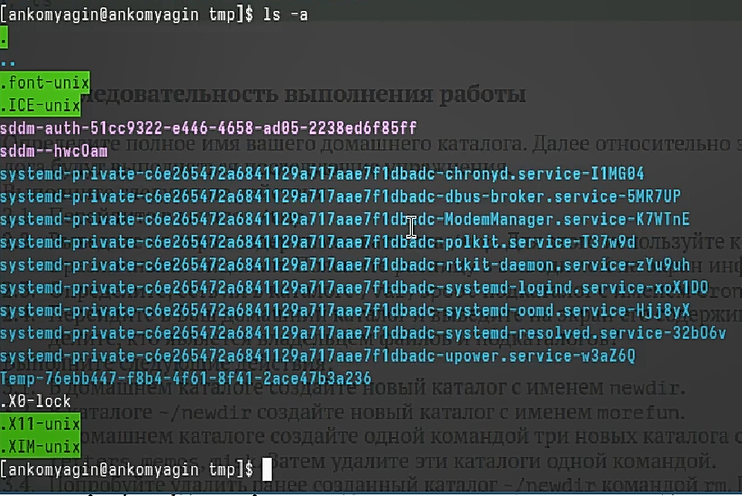 [ankomyagin@ankomyagin tmp]$ ls -a
.
..
.font-unix
.ICE-unix
sddm-auth-51cc9322-e446-4658-ad05-2238ed6f85ff
sddm--hwcOam
systemd-private-c6e265472a6841129a717aae7f1dbadc-chronyd.service-I1MG04
systemd-private-c6e265472a6841129a717aae7f1dbadc-dbus-broker.service-5MR7UP
systemd-private-c6e265472a6841129a717aae7f1dbadc-ModemManager.service-K7WTnE
systemd-private-c6e265472a6841129a717aae7f1dbadc-polkit.service-T37w9d
systemd-private-c6e265472a6841129a717aae7f1dbadc-rtkit-daemon.service-zYu9uh
systemd-private-c6e265472a6841129a717aae7f1dbadc-systemd-logind.service-xoX1DO
systemd-private-c6e265472a6841129a717aae7f1dbadc-systemd-oomd.service-Hjj8yX
systemd-private-c6e265472a6841129a717aae7f1dbadc-systemd-resolved.service-32bO6v
systemd-private-c6e265472a6841129a717aae7f1dbadc-upower.service-w3aZ6Q
Temp-76ebb447-f8b4-4f61-8f41-2ace47b3a236
.X0-lock
.X11-unix
.XIM-unix
[ankomyagin@ankomyagin tmp]$